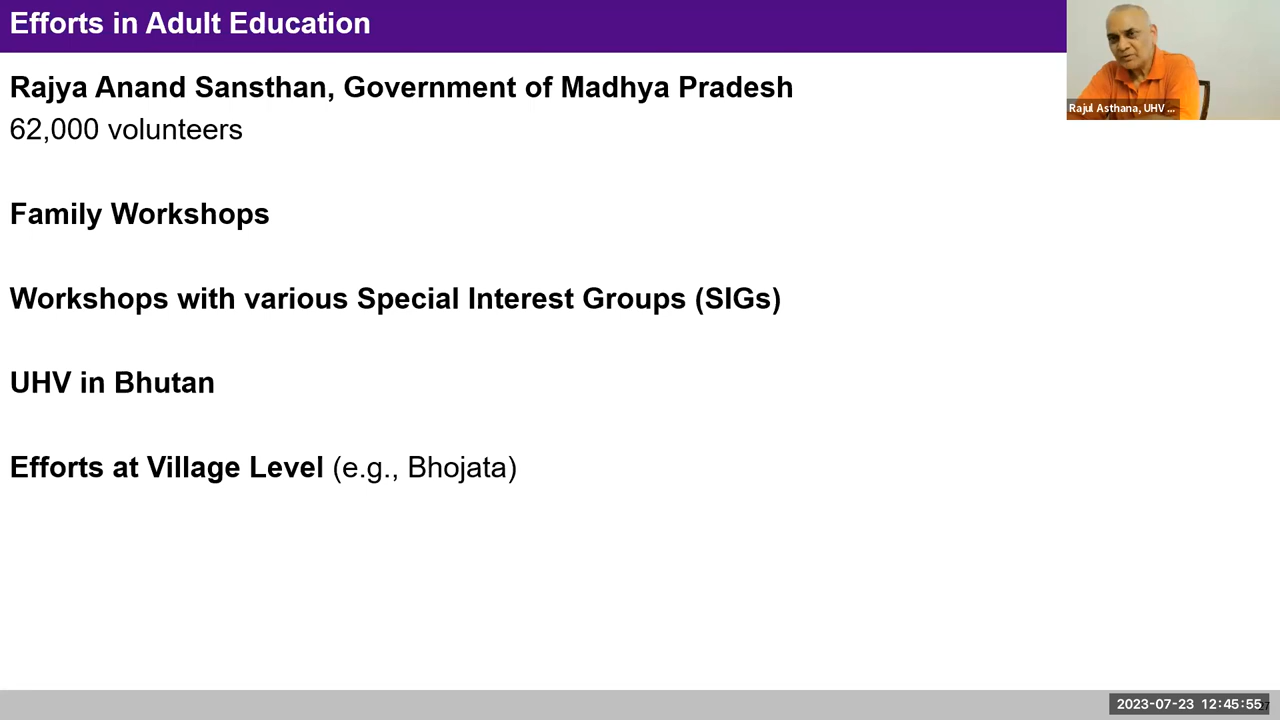 Efforts in Adult Education
Rajul Asthana, UHV ...
Rajya Anand Sansthan, Government of Madhya Pradesh
62,000 volunteers
Family Workshops
Workshops with various Special Interest Groups (SIGs)
UHV in Bhutan
Efforts at Village Level (e.g., Bhojata)
2023-07-23 12:45:55